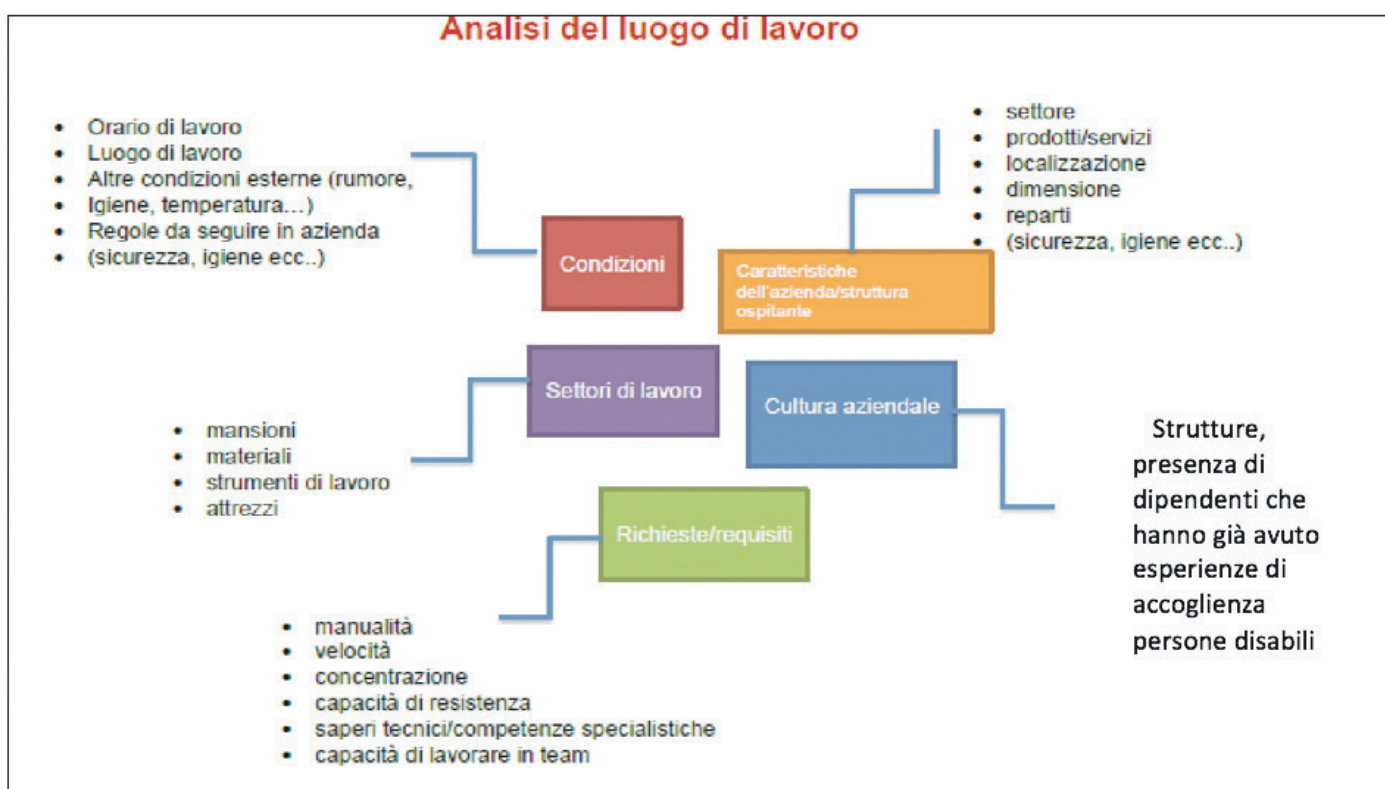 Analisi del luogo di lavoro
• Orario di lavoro
• Luogo di lavoro
• Altre condizioni esterne (rumore,
• Igiene, temperatura...)
• Regole da seguire in azienda
• (sicurezza, igiene ecc..)
• settore
• prodotti/servizi
• localizzazione
• dimensione
• reparti
• (sicurezza, igiene ecc..)
Condizioni
Caratteristiche
dell'azienda/struttura
ospitante
Settori di lavoro
Cultura aziendale
• mansioni
• materiali
• strumenti di lavoro
• attrezzi
Strutture,
presenza di
dipendenti che
hanno già avuto
esperienze di
accoglienza
persone disabili
Richieste/requisiti
• manualità
• velocità
• concentrazione
• capacità di resistenza
• saperi tecnici/competenze specialistiche
• capacità di lavorare in team